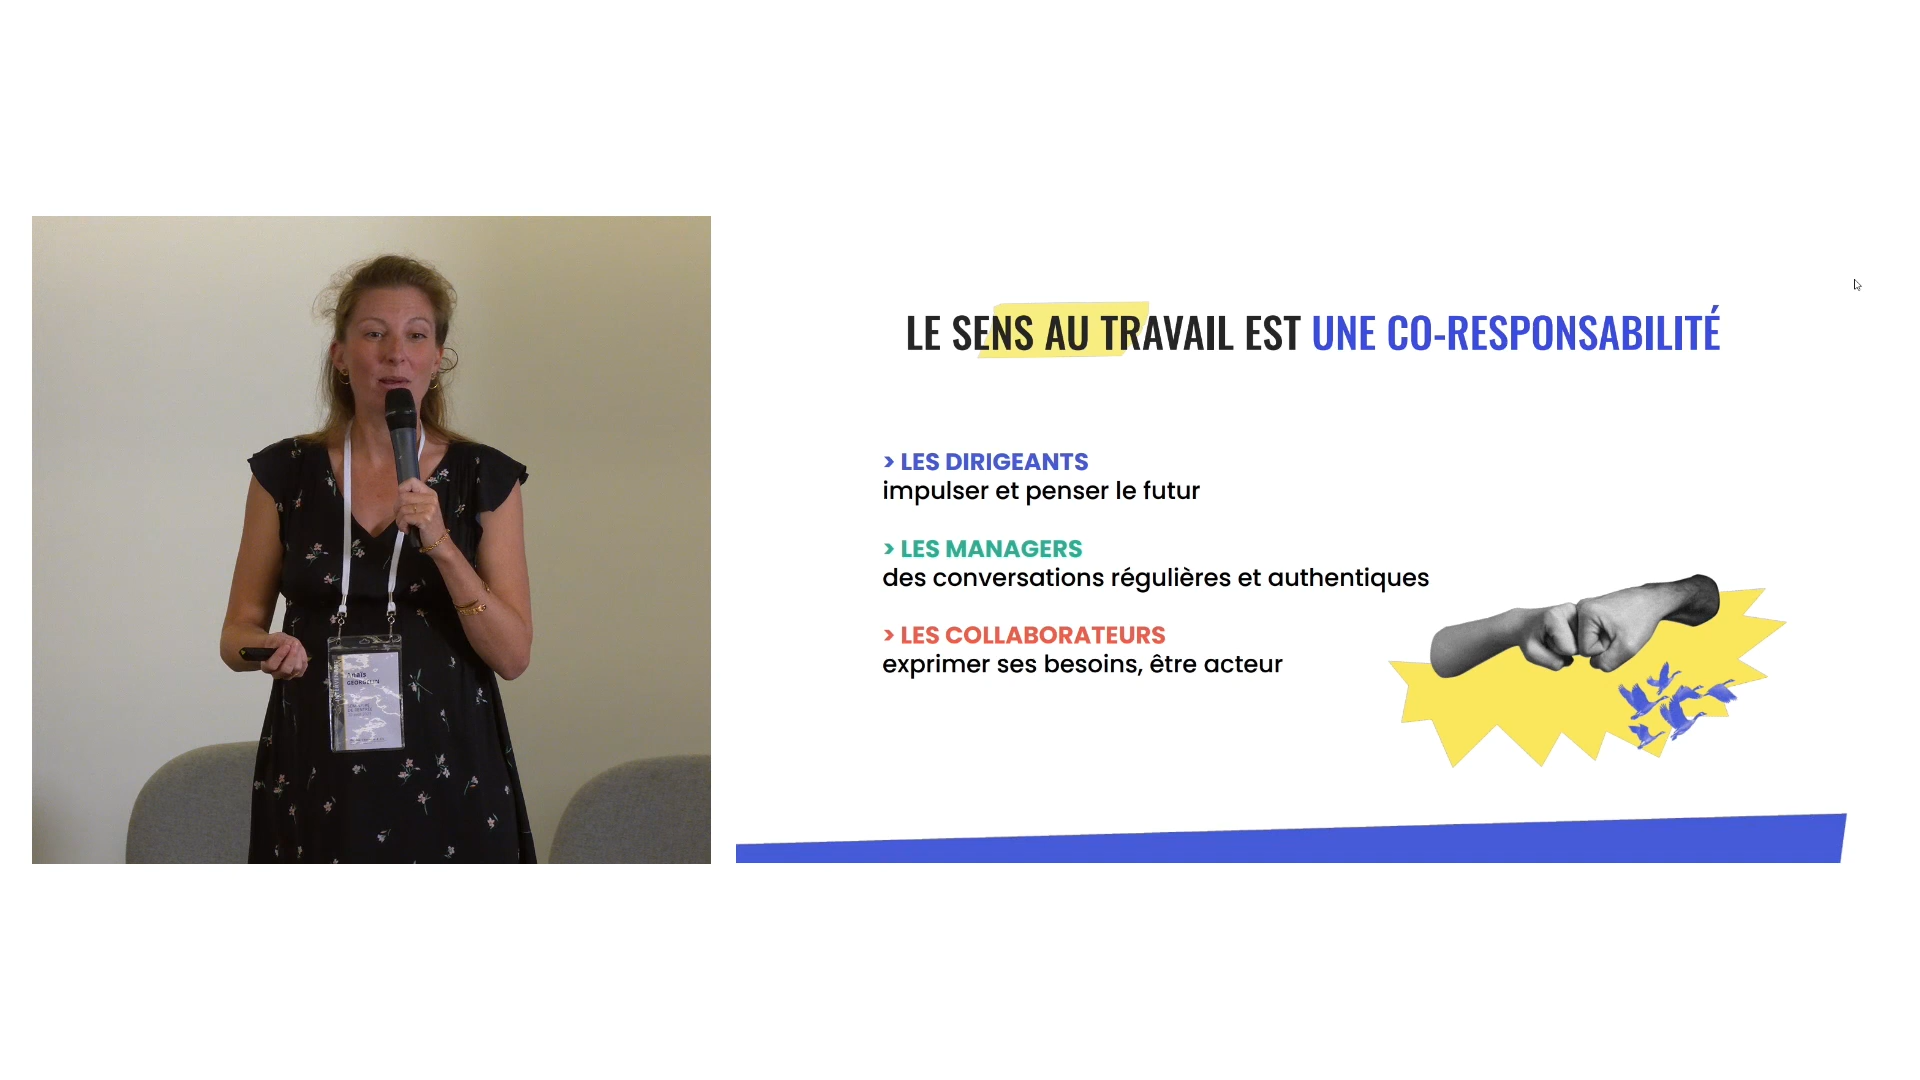 Anaïs
LE SENS AU TRAVAIL EST UNE CO-RESPONSABILITÉ
> LES DIRIGEANTS
impulser et penser le futur
> LES MANAGERS
des conversations régulières et authentiques
> LES COLLABORATEURS
exprimer ses besoins, être acteur